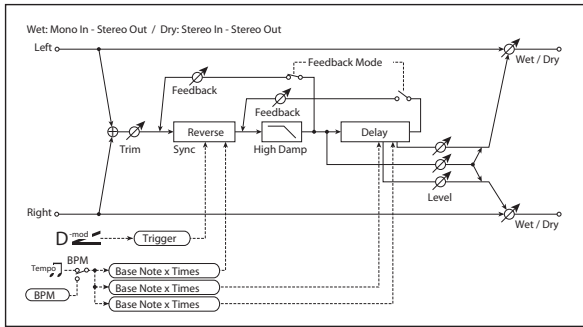 Wet: Mono In - Stereo Out / Dry: Stereo In - Stereo Out
Left
Wet / Dry
Feedback Mode
Feedback
Feedback
Trim
Reverse
Sync
High Damp
Delay
Level
Right
Wet / Dry
D-mod
Trigger
Tempo
BPM
BPM
Base Note x Times
Base Note x Times
Base Note x Times